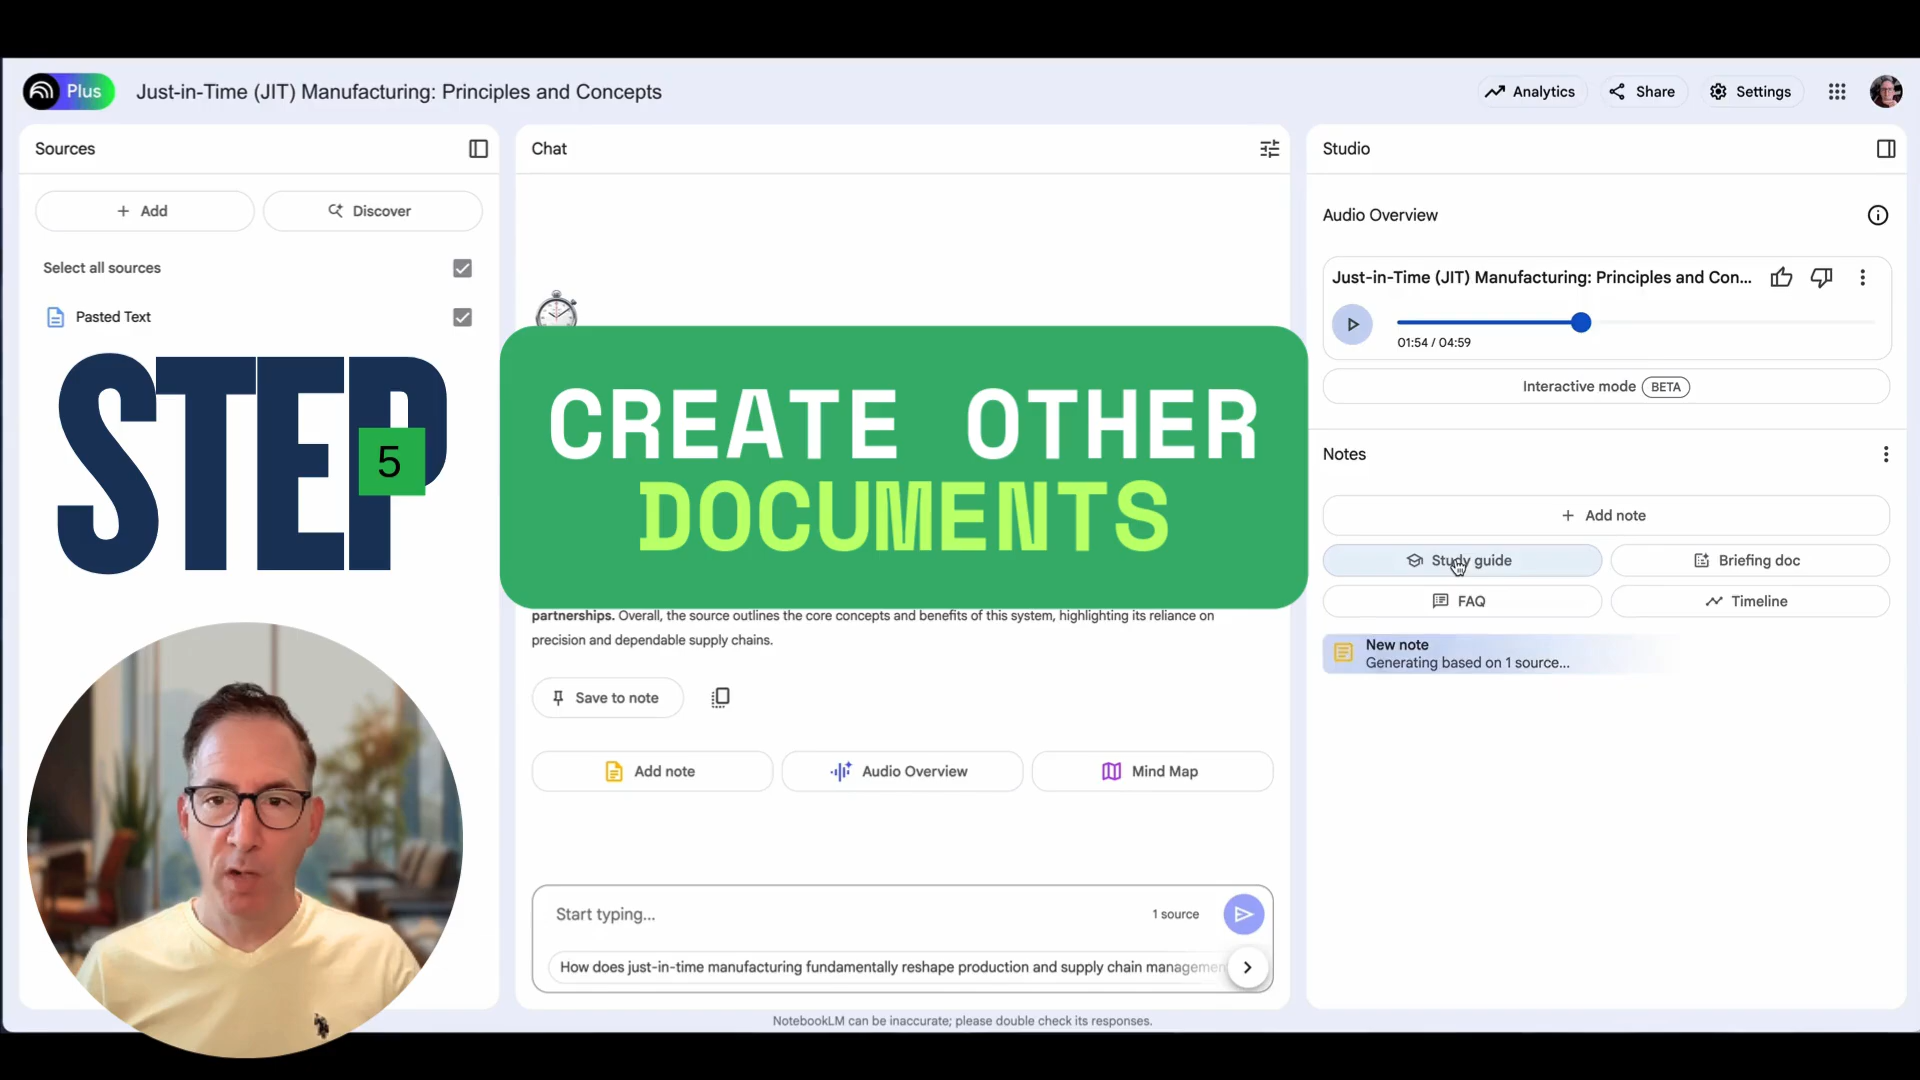 Plus
Just-in-Time (JIT) Manufacturing: Principles and Concepts
Analytics
Share
Settings
Sources
Add
Discover
Select all sources
Pasted Text
STEP
5
Chat
CREATE OTHER
DOCUMENTS
partnerships. Overall, the source outlines the core concepts and benefits of this system, highlighting its reliance on
precision and dependable supply chains.
Save to note
Add note
Audio Overview
Mind Map
Start typing...
1 source
How does just-in-time manufacturing fundamentally reshape production and supply chain managemen
NotebookLM can be inaccurate; please double check its responses.
Studio
Audio Overview
Just-in-Time (JIT) Manufacturing: Principles and Con...
01:54 / 04:59
Interactive mode BETA
Notes
Add note
Study guide
Briefing doc
FAQ
Timeline
New note
Generating based on 1 source...